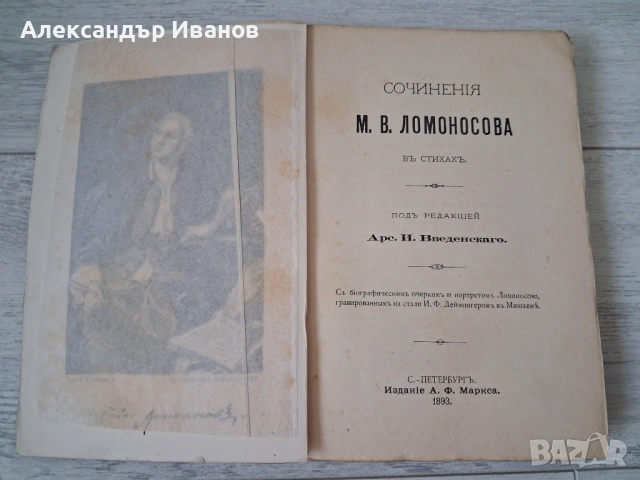 Александър Иванов
СОЧИНЕНІЯ
М. В. ЛОМОНОСОВА
ВЪ СТИХАХЪ.
ПОДЪ РЕДАКЦІЕЙ
Арс. И. Введенскаго.
Съ біографическимъ очеркомъ и портретомъ Ломоносова,
гравированнымъ на стали И. Ф. Дейнингеромъ въ Мюнхенѣ.
С.-ПЕТЕРБУРГЪ.
Изданіе А. Ф. Маркса.
1893.
Ломоносовъ
BAZAR